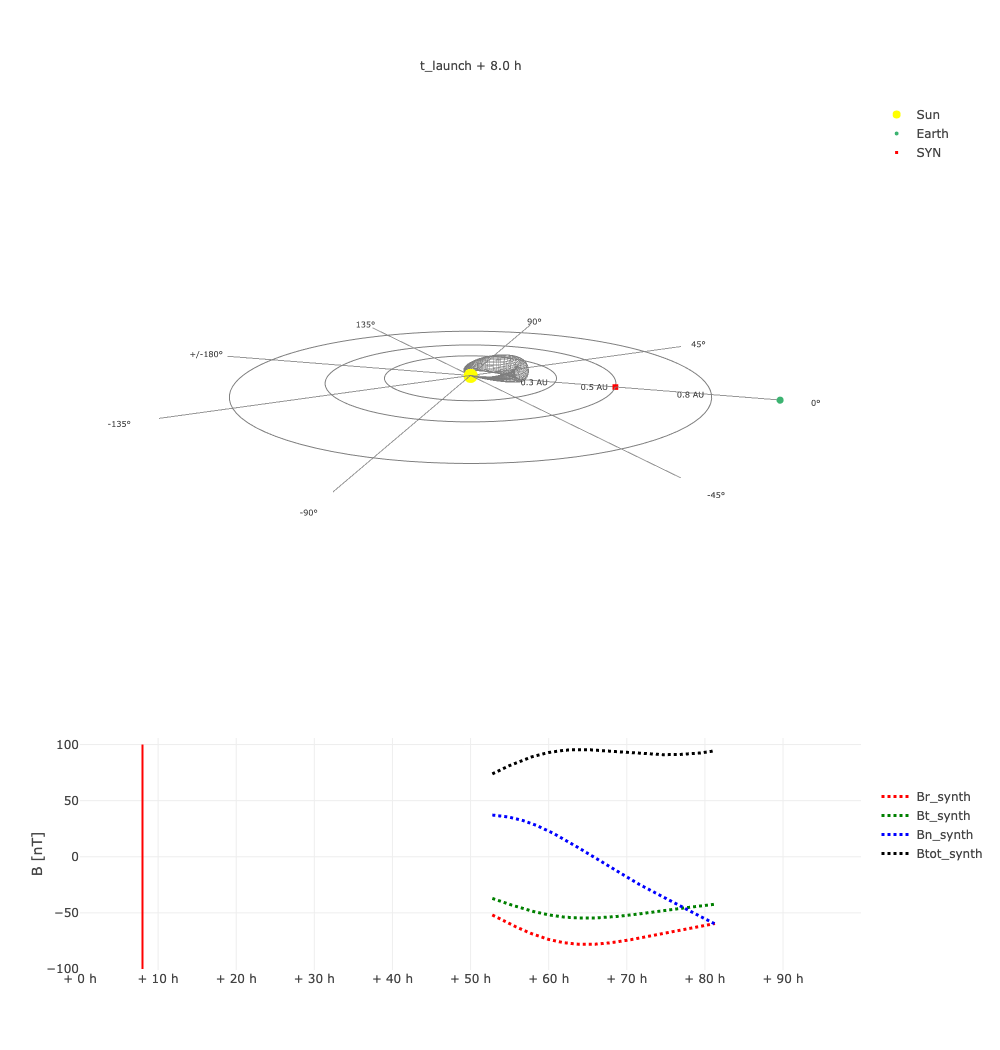 t_launch + 8.0 h
Sun
Earth
SYN
90°
135°
45°
+/-180°
0.3 AU
0.5 AU
0.8 AU
0°
-135°
-45°
-90°
100
50
0
−50
−100
B [nT]
+ 0 h
+ 10 h
+ 20 h
+ 30 h
+ 40 h
+ 50 h
+ 60 h
+ 70 h
+ 80 h
+ 90 h
Br_synth
Bt_synth
Bn_synth
Btot_synth